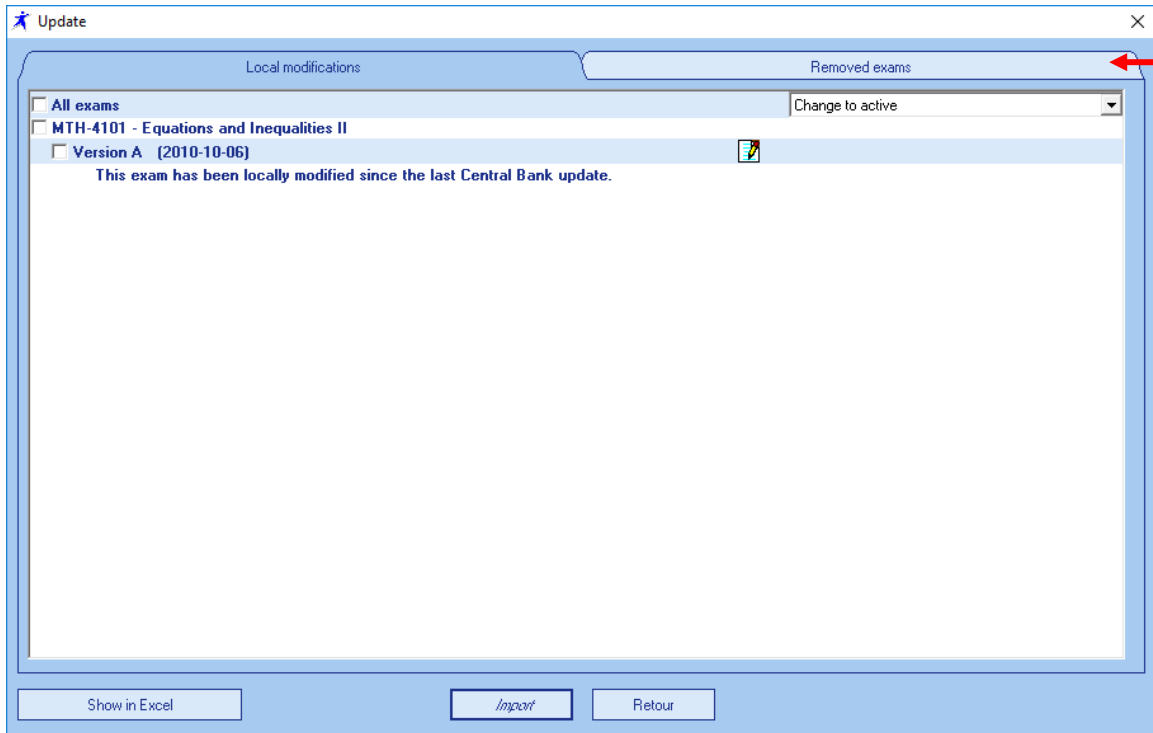 Update
Local modifications
Removed exams
All exams
Change to active
MTH-4101 - Equations and Inequalities II
Version A (2010-10-06)
This exam has been locally modified since the last Central Bank update.
Show in Excel
Import
Retour